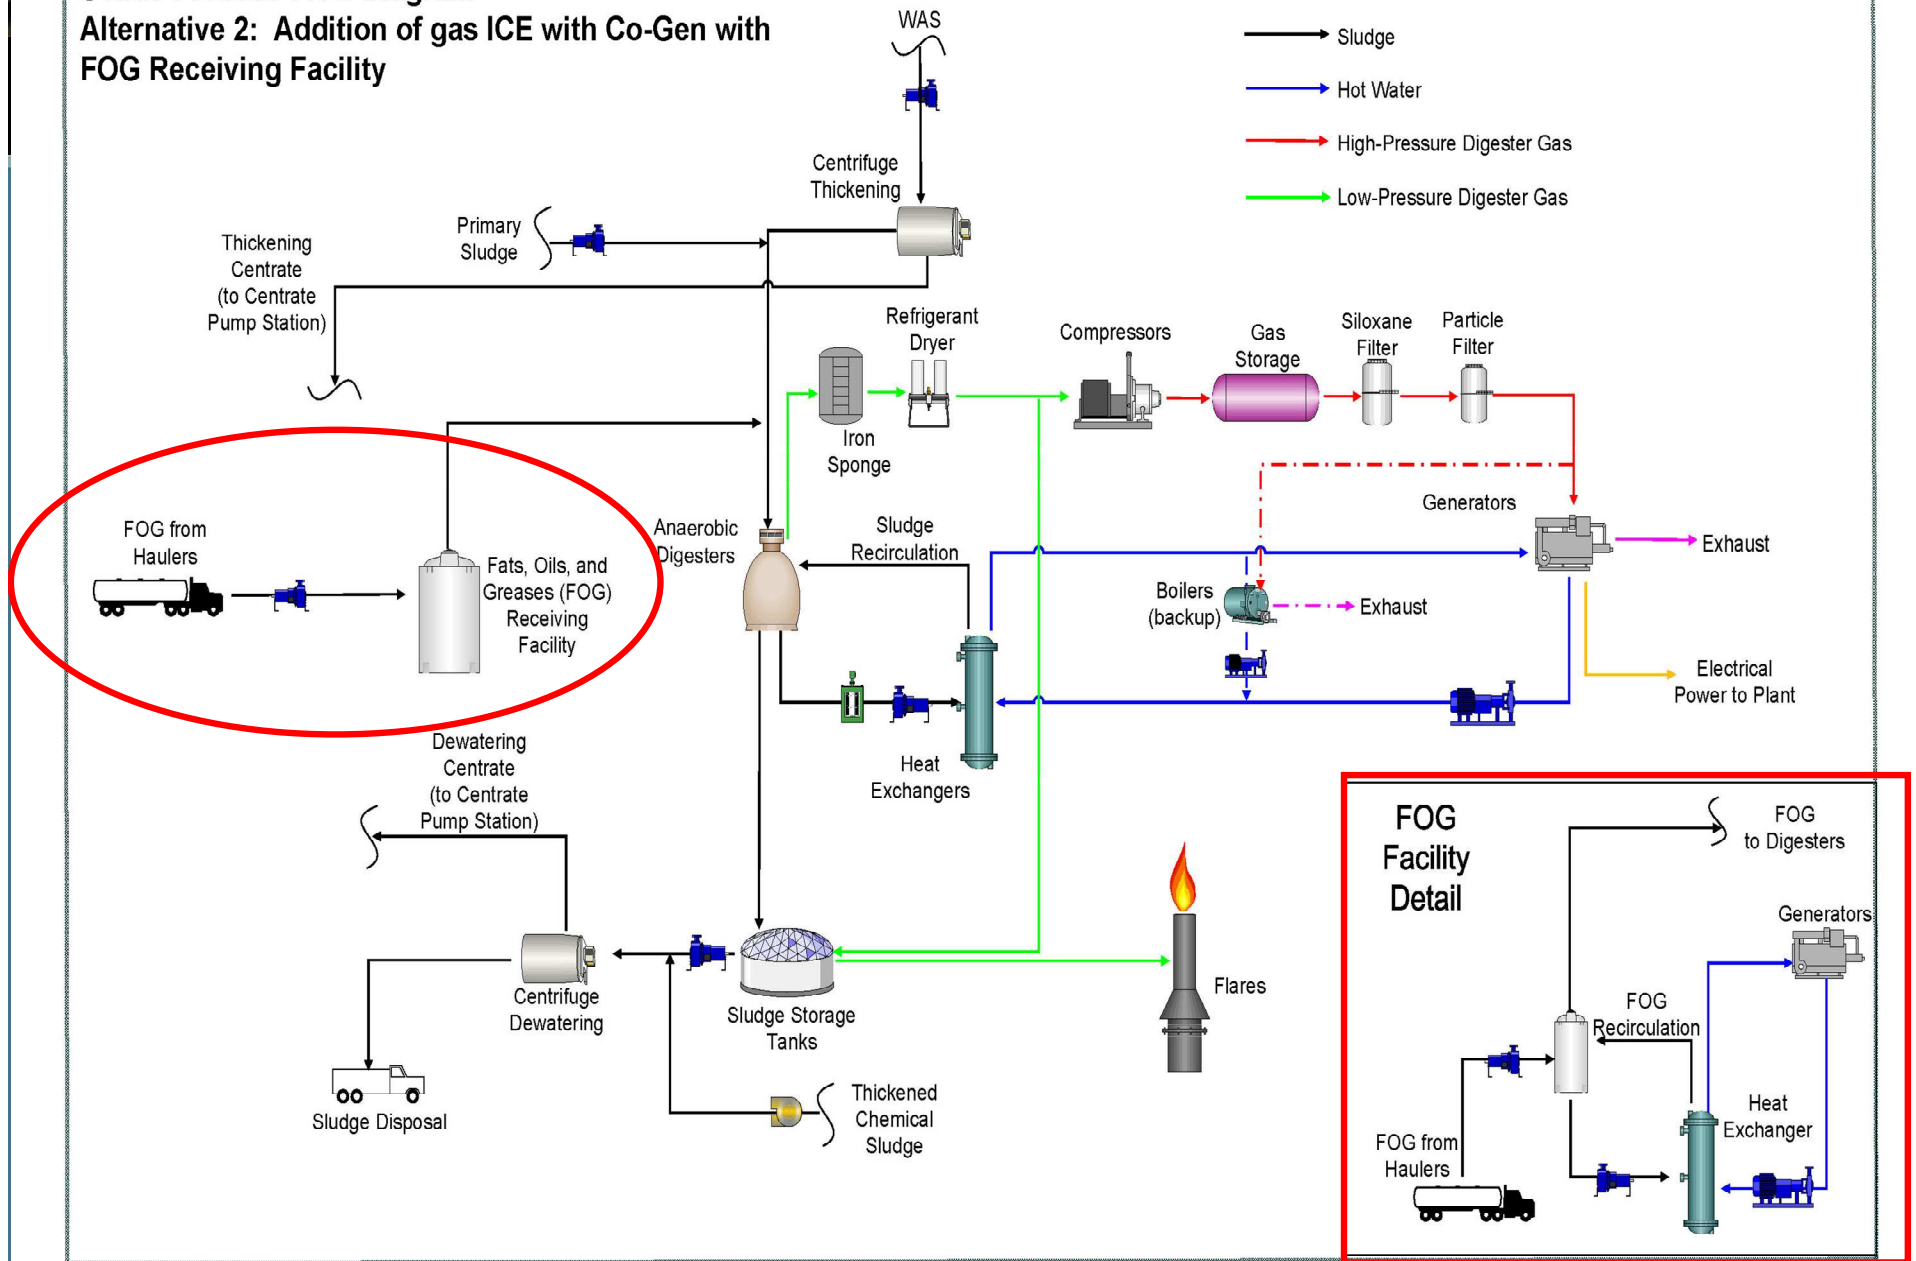 Alternative 2: Addition of gas ICE with Co-Gen with
FOG Receiving Facility
WAS
Sludge
Hot Water
High-Pressure Digester Gas
Low-Pressure Digester Gas
Centrifuge
Thickening
Primary
Sludge
Thickening
Centrate
(to Centrate
Pump Station)
Refrigerant
Dryer
Compressors
Gas
Storage
Siloxane
Filter
Particle
Filter
Iron
Sponge
Generators
FOG from
Haulers
Fats, Oils, and
Greases (FOG)
Receiving
Facility
Anaerobic
Digesters
Sludge
Recirculation
Boilers
(backup)
Exhaust
Exhaust
Electrical
Power to Plant
Heat
Exchangers
Dewatering
Centrate
(to Centrate
Pump Station)
Centrifuge
Dewatering
Sludge Storage
Tanks
Flares
Sludge Disposal
Thickened
Chemical
Sludge
FOG
Facility
Detail
FOG
to Digesters
Generators
FOG
Recirculation
Heat
Exchanger
FOG from
Haulers